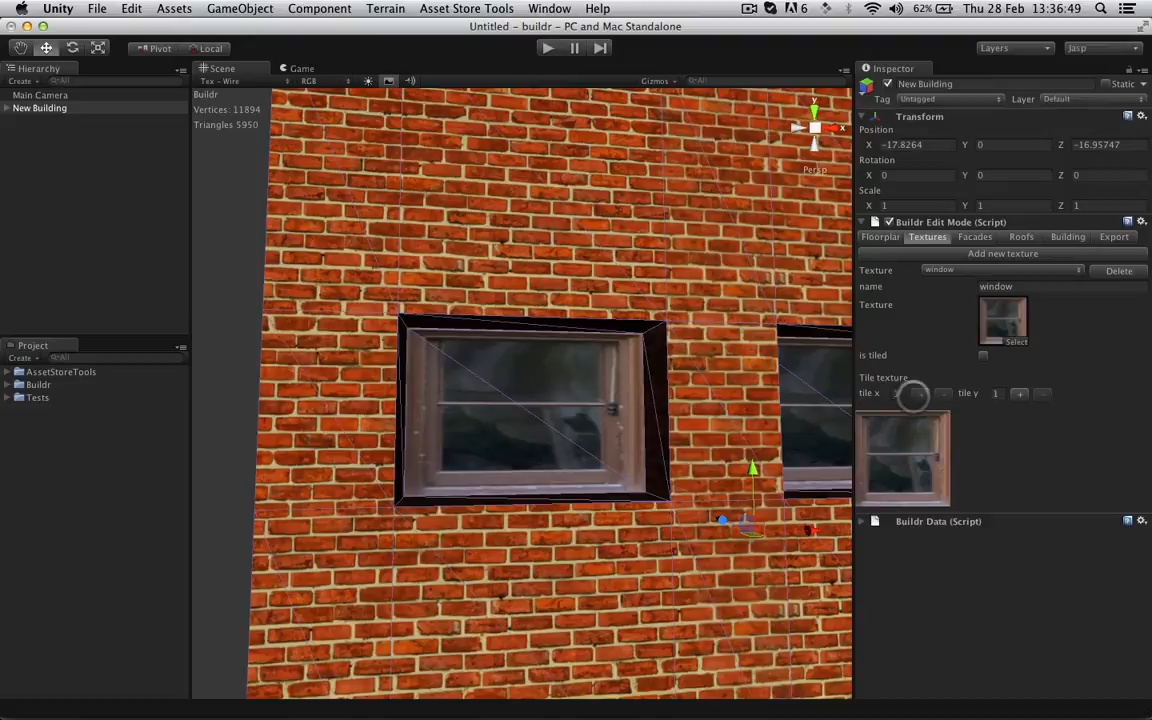 Unity File Edit Assets GameObject Component Terrain Asset Store Tools Window Help 6 62% Thu 28 Feb 13:36:49
Untitled - buildr - PC and Mac Standalone
Pivot Local Layers Jasp
Hierarchy Scene Game Inspector
Create All Tex - Wire RGB Gizmos All New Building Static
Main Camera Buildr Tag Untagged Layer Default
New Building Vertices: 11894 Transform
Triangles 5950 Position
y x X -17.8264 Y 0 Z -16.95747
Persp Rotation
X 0 Y 0 Z 0
Scale
X 1 Y 1 Z 1
Buildr Edit Mode (Script)
Floorplan Textures Facades Roofs Building Export
Add new texture
Texture window Delete
name window
Texture
Select
Project is tiled
Create All
AssetStoreTools Tile texture
Buildr tile x tile y 1 + -
Tests
Buildr Data (Script)